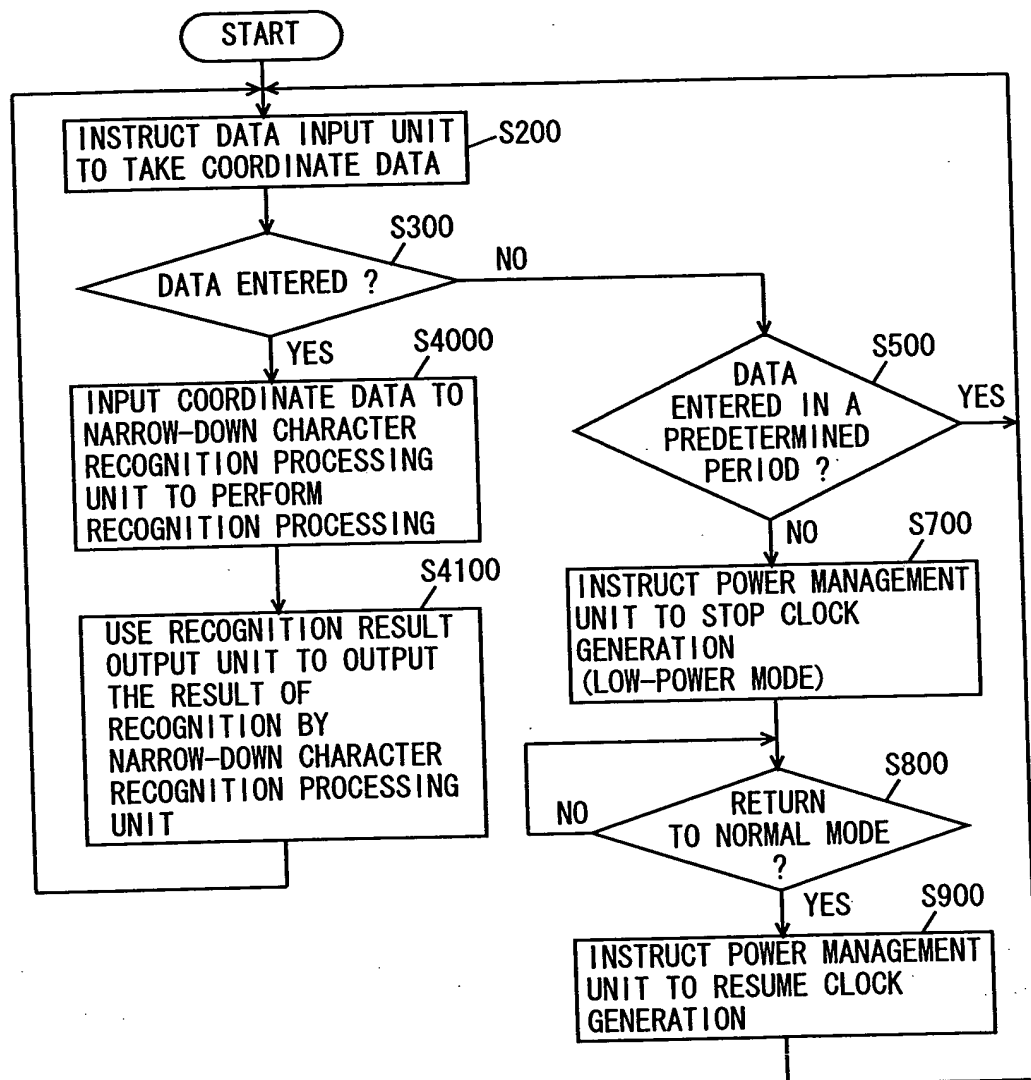 START
INSTRUCT DATA INPUT UNIT
TO TAKE COORDINATE DATA
S200
S300
DATA ENTERED ?
NO
YES
S4000
INPUT COORDINATE DATA TO
NARROW-DOWN CHARACTER
RECOGNITION PROCESSING
UNIT TO PERFORM
RECOGNITION PROCESSING
S4100
USE RECOGNITION RESULT
OUTPUT UNIT TO OUTPUT
THE RESULT OF
RECOGNITION BY
NARROW-DOWN CHARACTER
RECOGNITION PROCESSING
UNIT
S500
DATA
ENTERED IN A
PREDETERMINED
PERIOD ?
YES
NO
S700
INSTRUCT POWER MANAGEMENT
UNIT TO STOP CLOCK
GENERATION
(LOW-POWER MODE)
S800
RETURN
TO NORMAL MODE
?
NO
YES
S900
INSTRUCT POWER MANAGEMENT
UNIT TO RESUME CLOCK
GENERATION